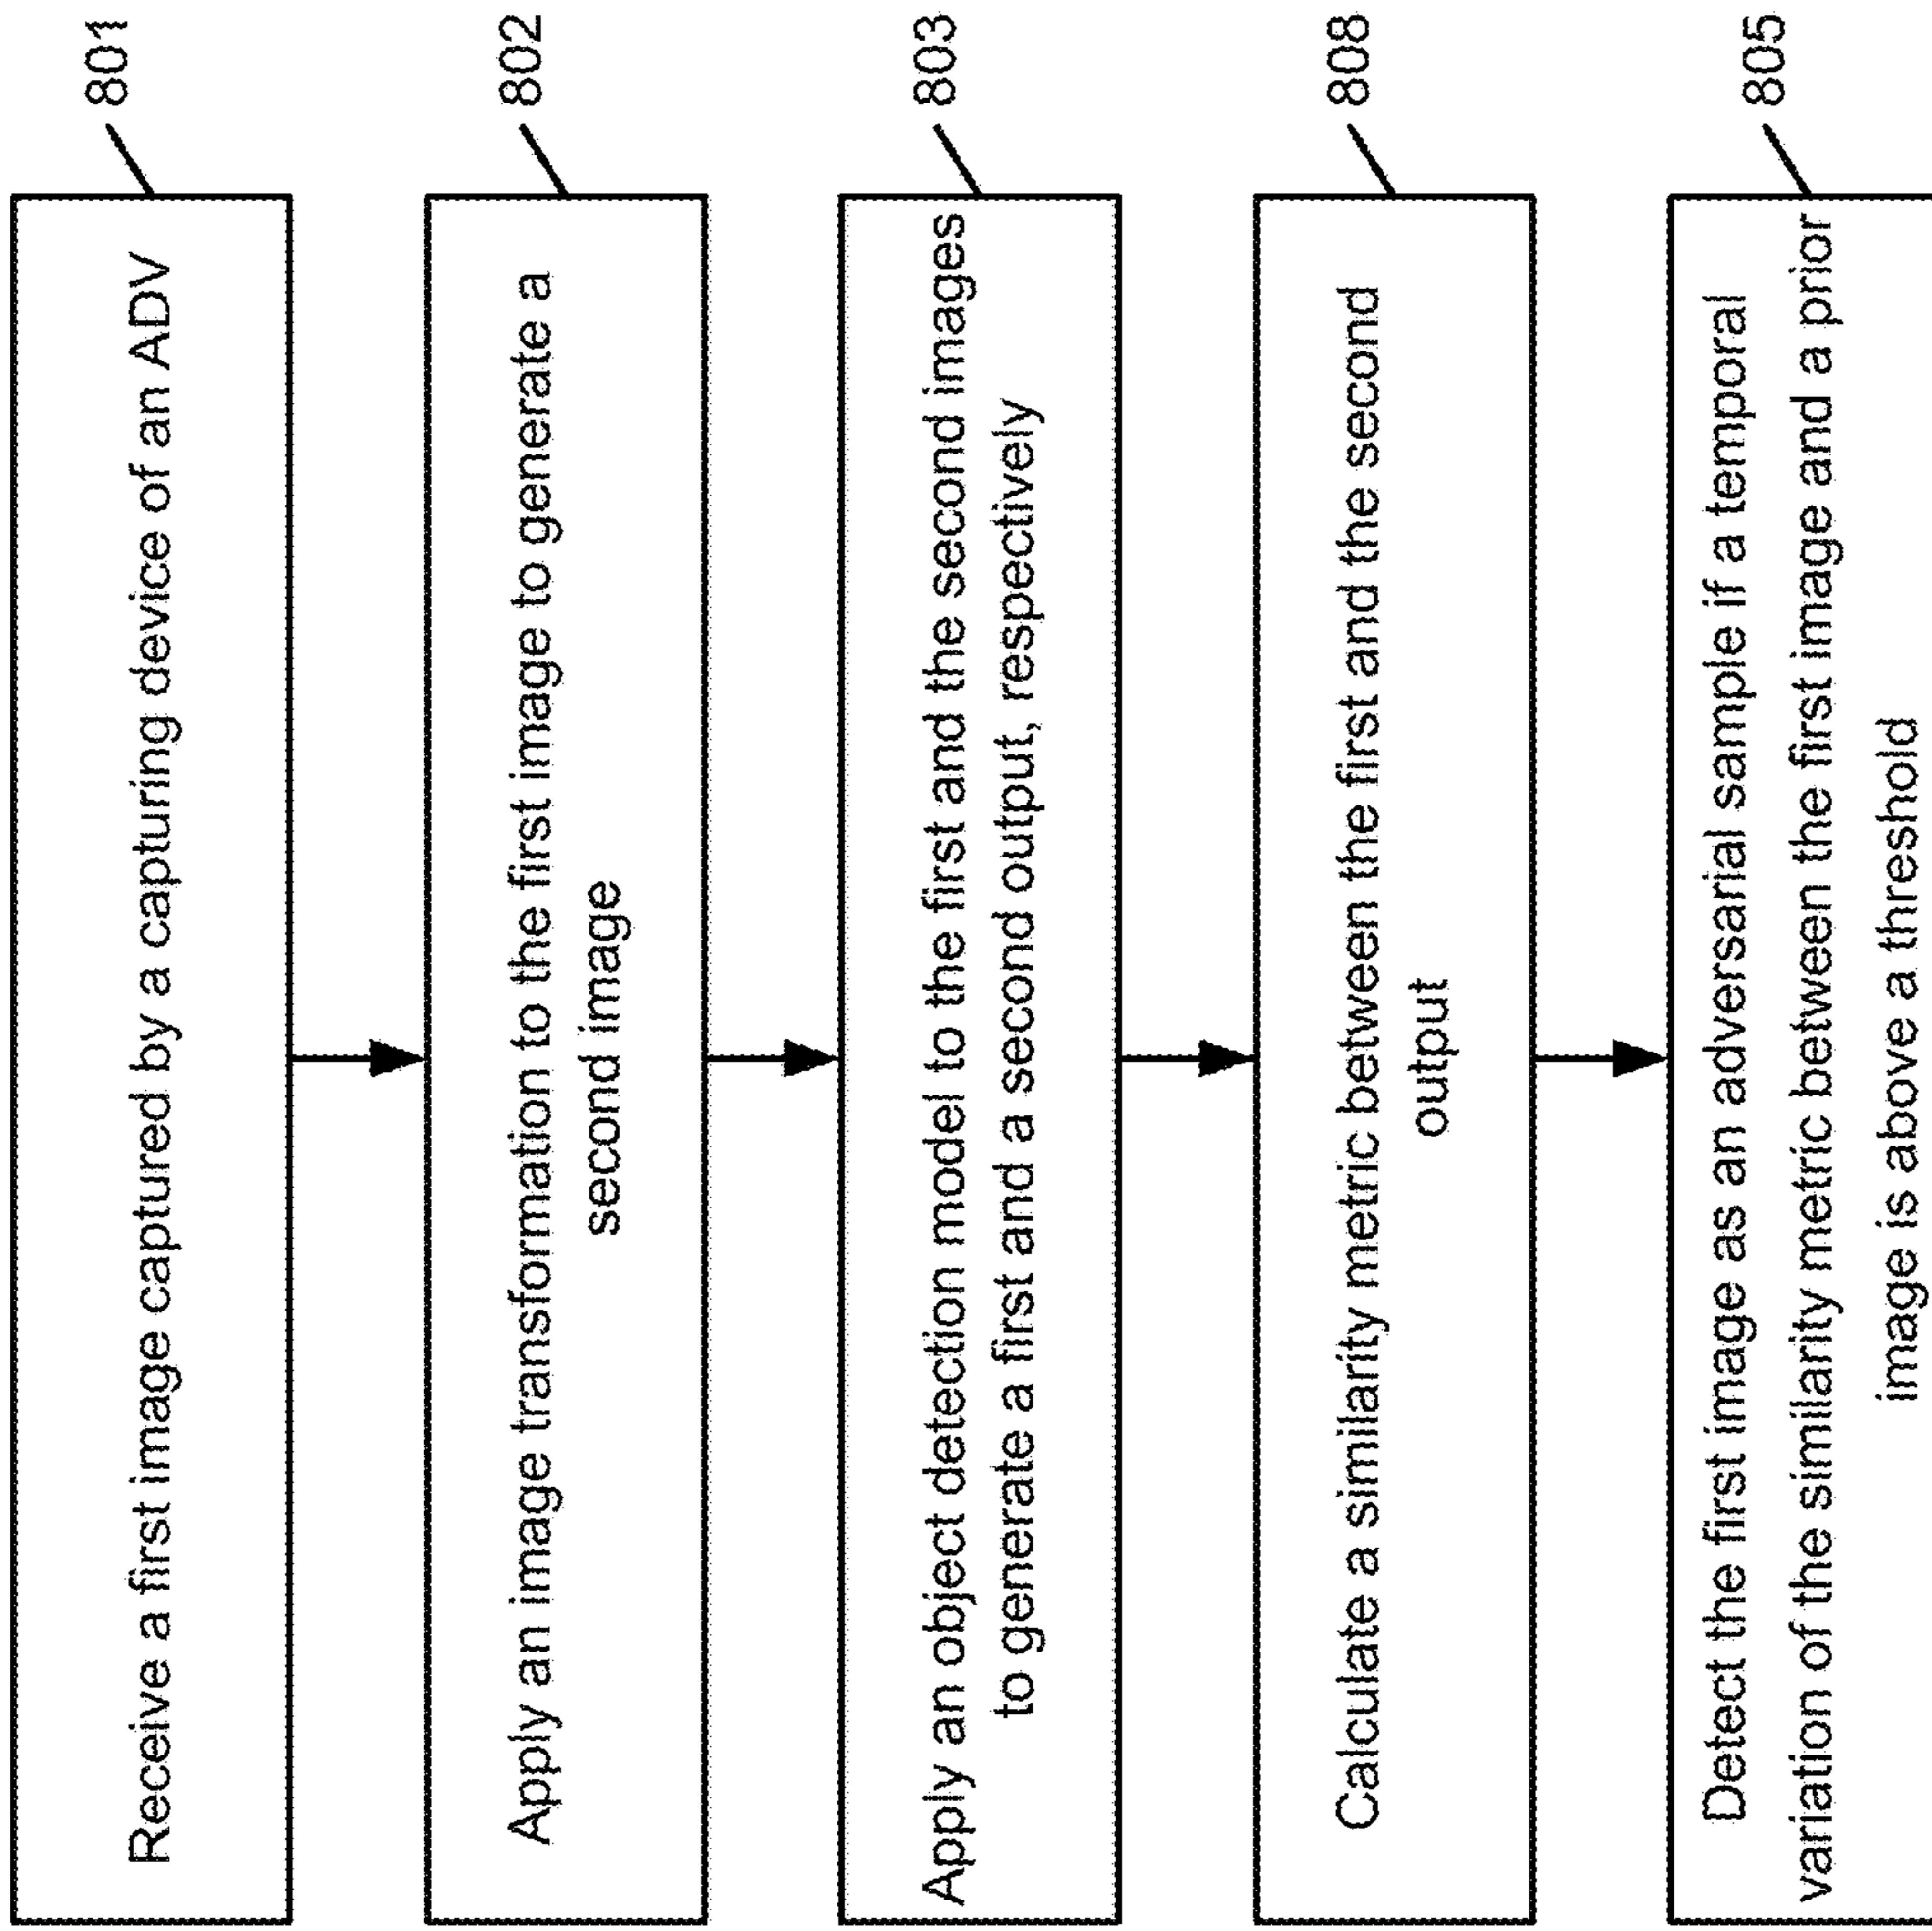 Receive a first image captured by a capturing device of an ADV
801
Apply an image transformation to the first image to generate a
second image
802
Apply an object detection model to the first and the second images
to generate a first and a second output, respectively
803
Calculate a similarity metric between the first and the second
output
808
Detect the first image as an adversarial sample if a temporal
variation of the similarity metric between the first image and a prior
image is above a threshold
805